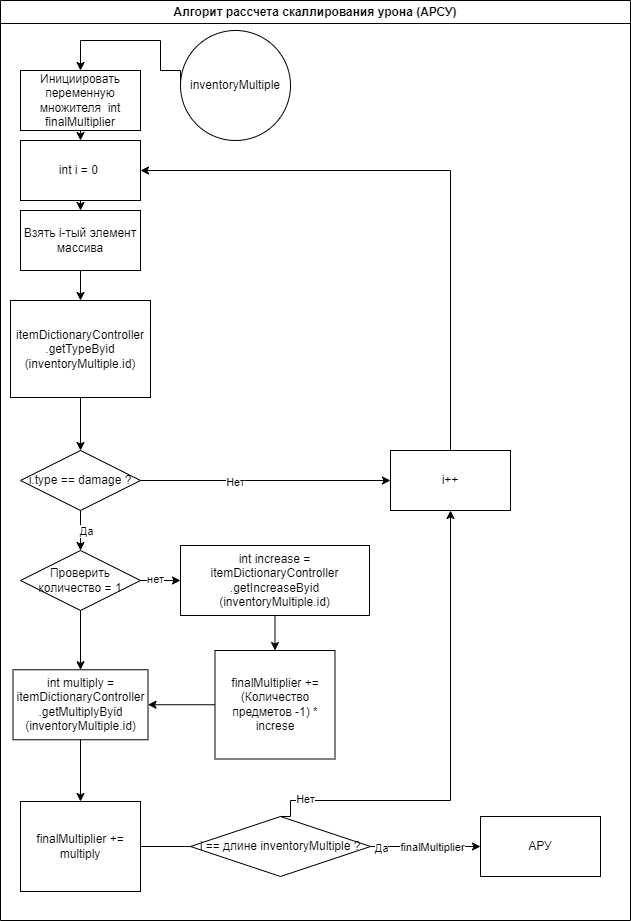 Алгорит рассчета скаллирования урона (АРСУ)
inventoryMultiple
Инициировать
переменную
множителя int
finalMultiplier
int i = 0
Взять i-тый элемент
массива
itemDictionaryController
.getTypeByid
(inventoryMultiple.id)
i.type == damage ?
Нет
i++
Да
Проверить
количество = 1
нет
int increase =
itemDictionaryController
.getIncreaseByid
(inventoryMultiple.id)
int multiply =
itemDictionaryController
.getMultiplyByid
(inventoryMultiple.id)
finalMultiplier +=
(Количество
предметов -1) *
increse
Нет
finalMultiplier +=
multiply
i == длине inventoryMultiple ?
Да
finalMultiplier
АРУ